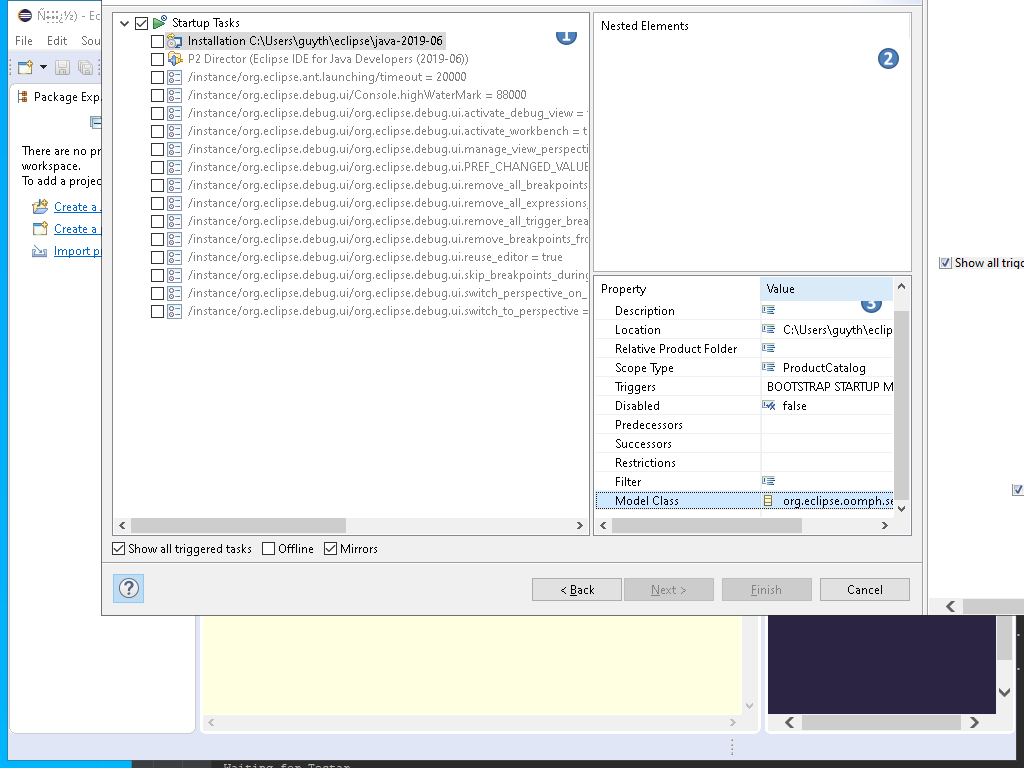 - Ec
File
Edit
Sou
Package Exp
There are no pr
workspace.
To add a projec
Create a
Create a
Import p
Startup Tasks
Installation C:\Users\guyth\eclipse\java-2019-06
P2 Director (Eclipse IDE for Java Developers (2019-06))
/instance/org.eclipse.ant.launching/timeout = 20000
/instance/org.eclipse.debug.ui/Console.highWaterMark = 88000
/instance/org.eclipse.debug.ui/org.eclipse.debug.ui.activate_debug_view =
/instance/org.eclipse.debug.ui/org.eclipse.debug.ui.activate_workbench = t
/instance/org.eclipse.debug.ui/org.eclipse.debug.ui.manage_view_perspecti
/instance/org.eclipse.debug.ui/org.eclipse.debug.ui.PREF_CHANGED_VALUE
/instance/org.eclipse.debug.ui/org.eclipse.debug.ui.remove_all_breakpoints
/instance/org.eclipse.debug.ui/org.eclipse.debug.ui.remove_all_expressions
/instance/org.eclipse.debug.ui/org.eclipse.debug.ui.remove_all_trigger_brea
/instance/org.eclipse.debug.ui/org.eclipse.debug.ui.remove_breakpoints_fro
/instance/org.eclipse.debug.ui/org.eclipse.debug.ui.reuse_editor = true
/instance/org.eclipse.debug.ui/org.eclipse.debug.ui.skip_breakpoints_during
/instance/org.eclipse.debug.ui/org.eclipse.debug.ui.switch_perspective_on_
/instance/org.eclipse.debug.ui/org.eclipse.debug.ui.switch_to_perspective =
1
Nested Elements
2
Property Value
3
Description
Location C:\Users\guyth\eclip
Relative Product Folder
Scope Type ProductCatalog
Triggers BOOTSTRAP STARTUP M
Disabled false
Predecessors
Successors
Restrictions
Filter
Model Class org.eclipse.oomph.se
Show all triggered tasks Offline Mirrors
? < Back Next > Finish Cancel
Show all trigg
Waiting for Testar